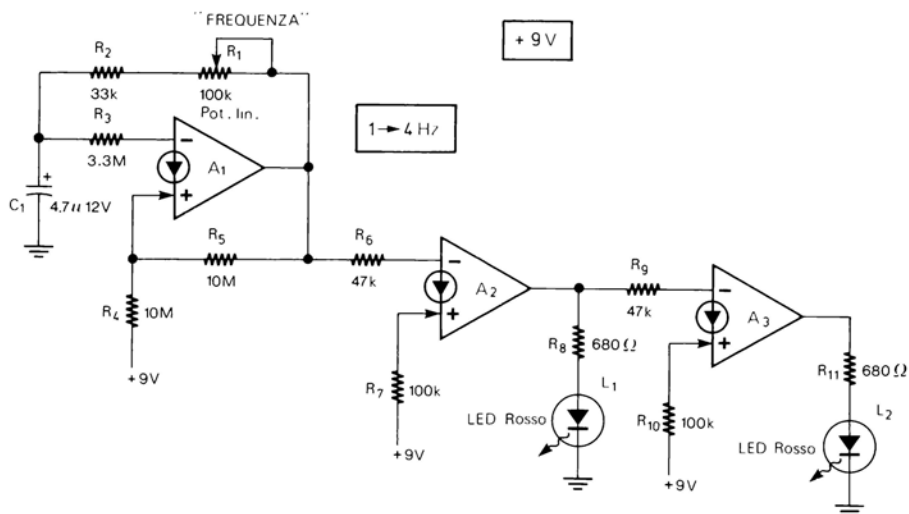 "FREQUENZA"
+ 9 V
R2
R1
33k
100k
Pot. lin.
R3
1→4 Hz
3.3M
−
A1
+
C1
+
4,7µ 12V
R5
10M
R6
47k
R4
10M
+9V
−
A2
+
R9
47k
−
A3
+
R7
100k
R8
680Ω
L1
LED Rosso
+9V
R10
100k
+9V
R11
680Ω
L2
LED Rosso